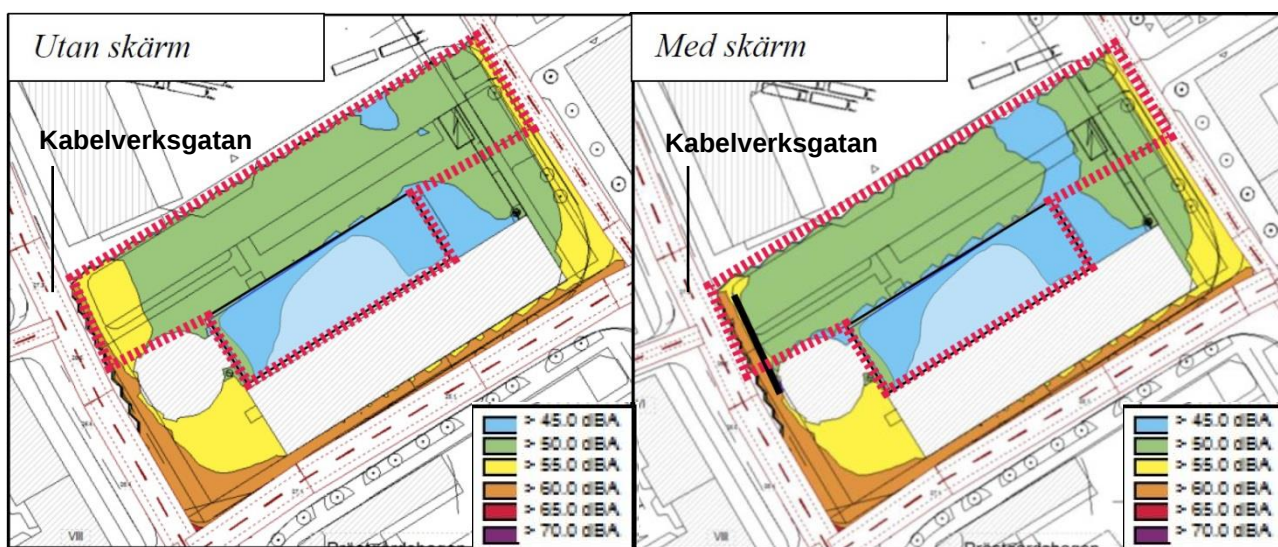 Utan skärm
Kabelverksgatan
> 45.0 dBA
> 50.0 dBA
> 55.0 dBA
> 60.0 dBA
> 65.0 dBA
> 70.0 dBA
VIII
Med skärm
Kabelverksgatan
> 45.0 dBA
> 50.0 dBA
> 55.0 dBA
> 60.0 dBA
> 65.0 dBA
> 70.0 dBA
VIII